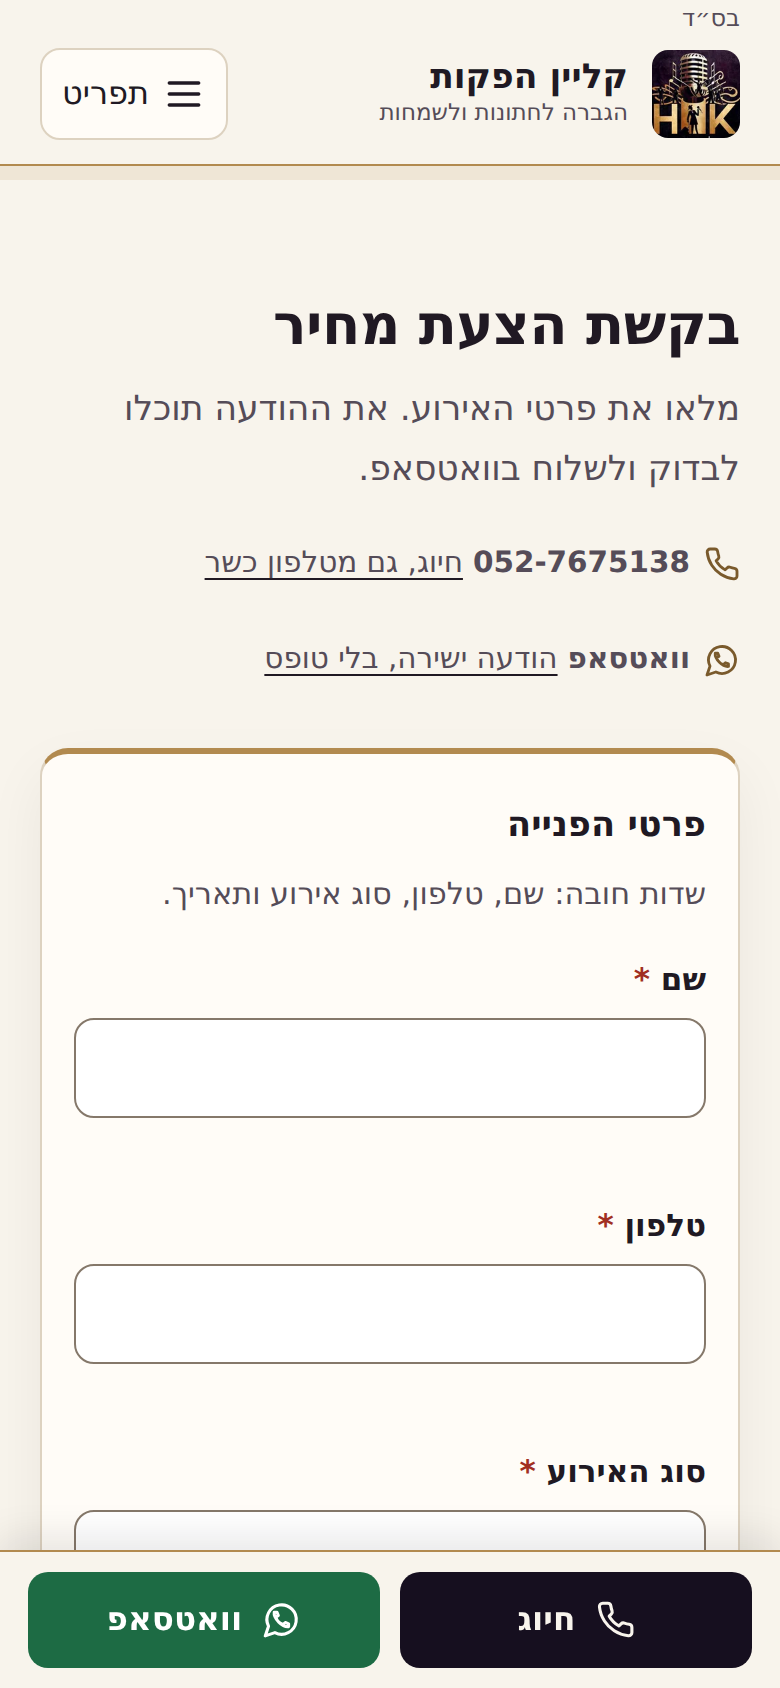 בס״ד
קליין הפקות
הגברה לחתונות ולשמחות
תפריט
בקשת הצעת מחיר
מלאו את פרטי האירוע. את ההודעה תוכלו
לבדוק ולשלוח בוואטסאפ.
052-7675138 חיוג, גם מטלפון כשר
וואטסאפ הודעה ישירה, בלי טופס
פרטי הפנייה
שדות חובה: שם, טלפון, סוג אירוע ותאריך.
שם *
טלפון *
סוג האירוע *
חיוג
וואטסאפ